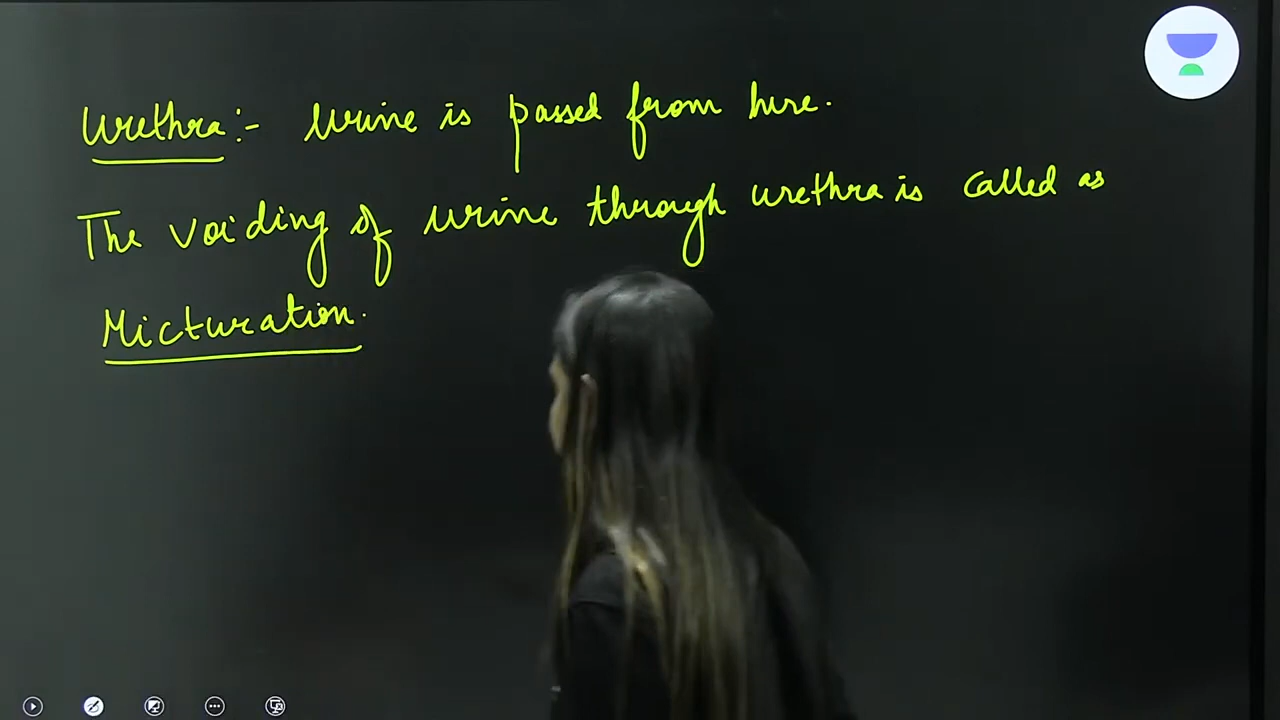 Urethra :- Urine is passed from here.
The voiding of urine through urethra is called as
Micturation.